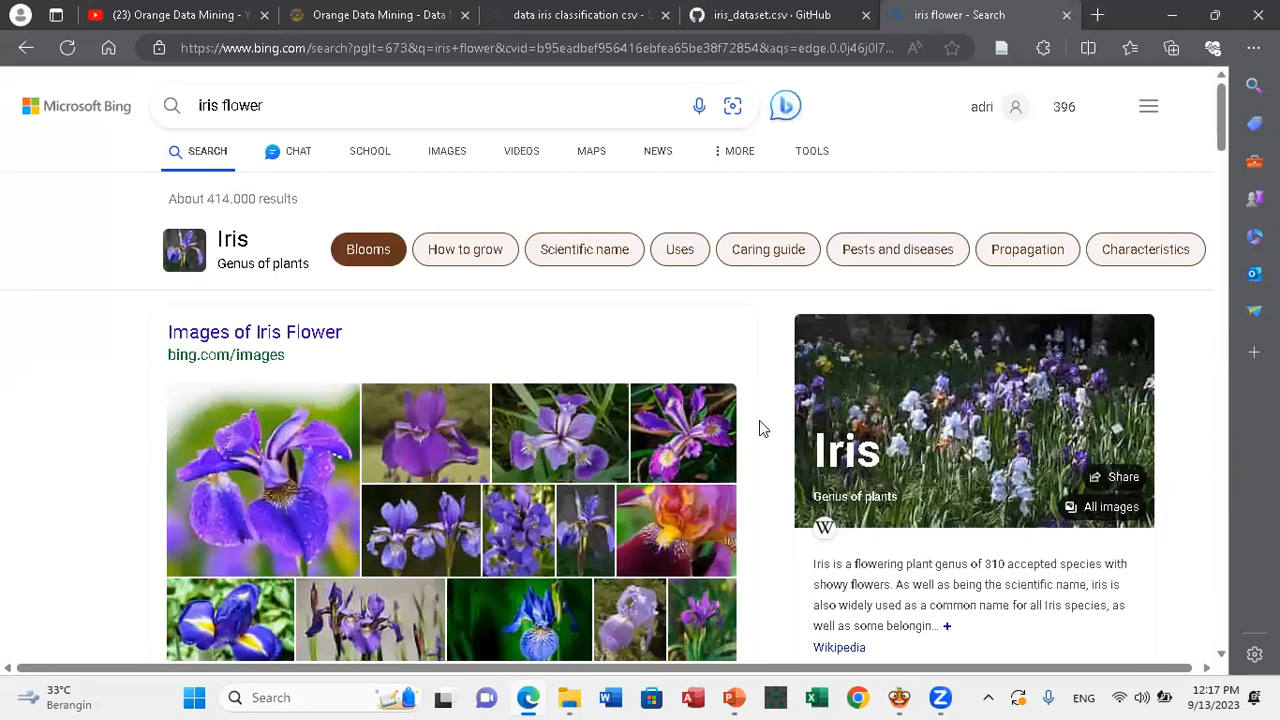 (23) Orange Data Mining - Y
Orange Data Mining - Data
data iris classification csv - S
iris_dataset.csv · GitHub
iris flower - Search
https://www.bing.com/search?pglt=673&q=iris+flower&cvid=b95eadbef956416ebfea65be38f72854&aqs=edge.0.0j46j0l7...
Microsoft Bing
iris flower
adri
396
SEARCH
CHAT
SCHOOL
IMAGES
VIDEOS
MAPS
NEWS
MORE
TOOLS
About 414.000 results
Iris
Genus of plants
Blooms
How to grow
Scientific name
Uses
Caring guide
Pests and diseases
Propagation
Characteristics
Images of Iris Flower
bing.com/images
Iris
Genus of plants
Share
All images
W
Iris is a flowering plant genus of 310 accepted species with
showy flowers. As well as being the scientific name, iris is
also widely used as a common name for all Iris species, as
well as some belongin... +
Wikipedia
33°C
Berangin
Search
ENG
12:17 PM
9/13/2023